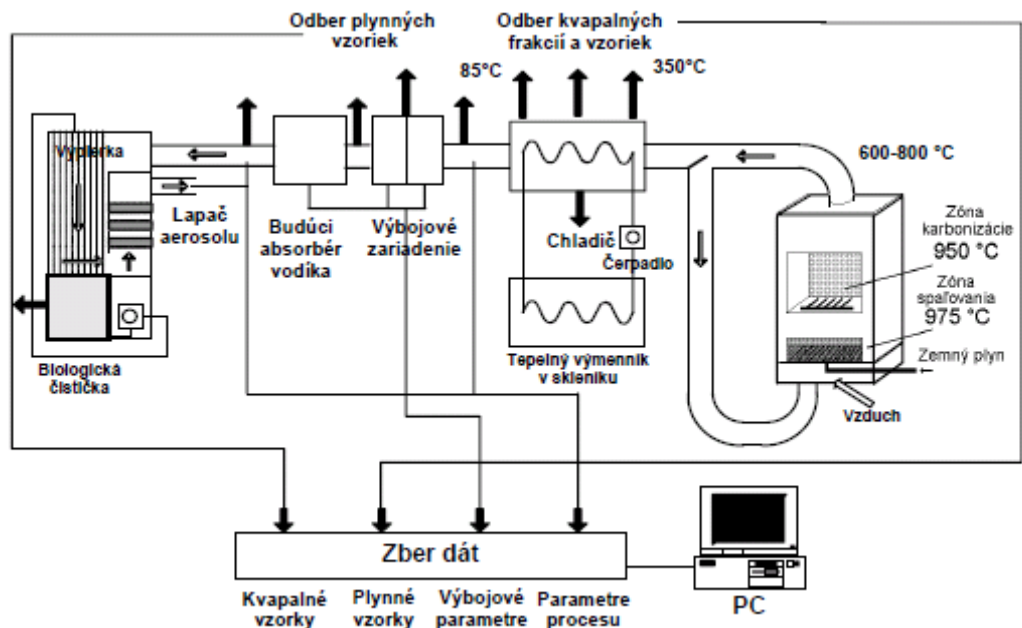 Odber plynných
vzoriek
Odber kvapalných
frakcií a vzoriek
85°C
350°C
600-800 °C
Vypierka
Lapač
aerosolu
Budúci
absorbér
vodíka
Výbojové
zariadenie
Chladič
Čerpadlo
Zóna
karbonizácie
950 °C
Zóna
spaľovania
975 °C
Zemný plyn
Vzduch
Tepelný výmenník
v skleníku
Biologická
čistička
Zber dát
PC
Kvapalné
vzorky
Plynné
vzorky
Výbojové
parametre
Parametre
procesu